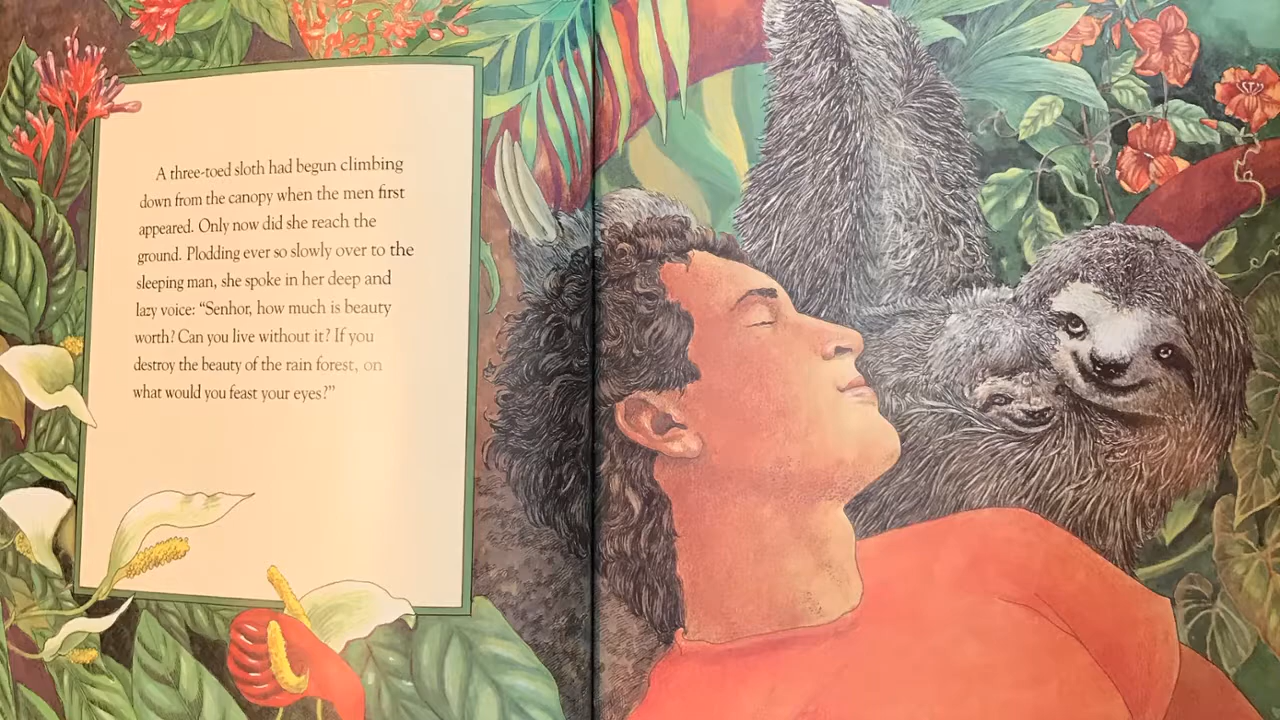 A three-toed sloth had begun climbing
down from the canopy when the men first
appeared. Only now did she reach the
ground. Plodding ever so slowly over to the
sleeping man, she spoke in her deep and
lazy voice: “Senhor, how much is beauty
worth? Can you live without it? If you
destroy the beauty of the rain forest, on
what would you feast your eyes?”